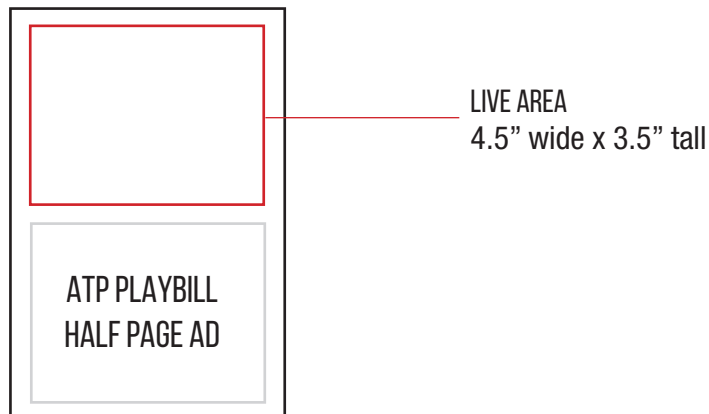 LIVE AREA
4.5” wide x 3.5” tall
ATP PLAYBILL
HALF PAGE AD